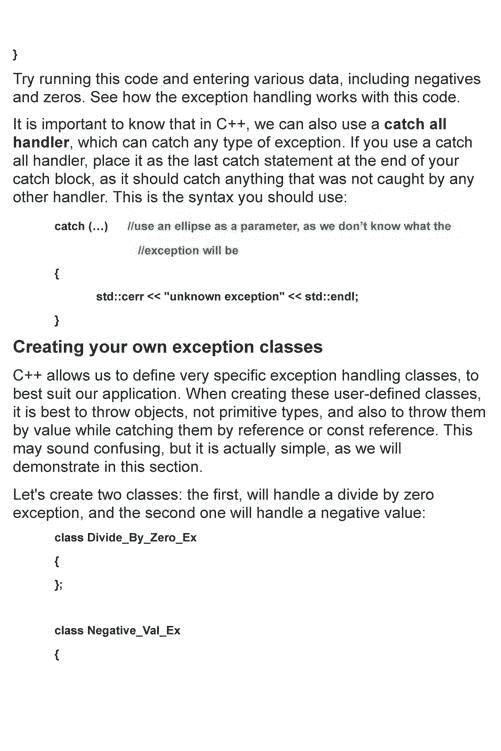 }
Try running this code and entering various data, including negatives
and zeros. See how the exception handling works with this code.
It is important to know that in C++, we can also use a catch all
handler, which can catch any type of exception. If you use a catch
all handler, place it as the last catch statement at the end of your
catch block, as it should catch anything that was not caught by any
other handler. This is the syntax you should use:
catch (…) //use an ellipse as a parameter, as we don’t know what the
//exception will be
{
std::cerr << "unknown exception" << std::endl;
}
Creating your own exception classes
C++ allows us to define very specific exception handling classes, to
best suit our application. When creating these user-defined classes,
it is best to throw objects, not primitive types, and also to throw them
by value while catching them by reference or const reference. This
may sound confusing, but it is actually simple, as we will
demonstrate in this section.
Let's create two classes: the first, will handle a divide by zero
exception, and the second one will handle a negative value:
class Divide_By_Zero_Ex
{
};
class Negative_Val_Ex
{